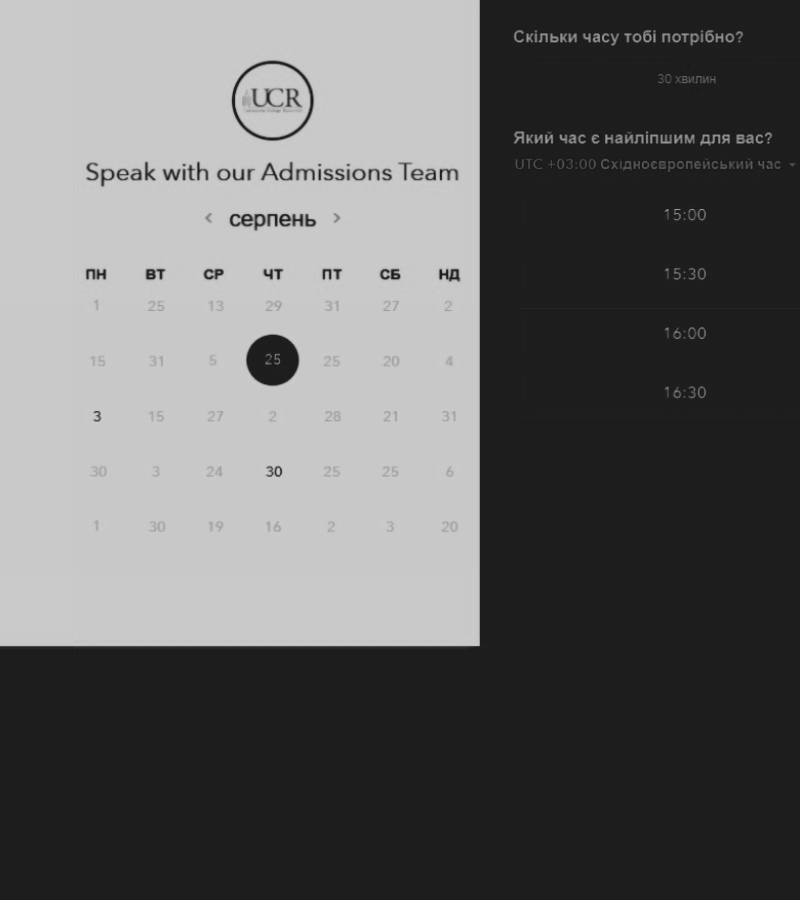 UCR
Speak with our Admissions Team
< серпень >
ПН ВТ СР ЧТ ПТ СБ НД
1 25 13 29 31 27 2
15 31 5 25 25 20 4
3 15 27 2 28 21 31
30 3 24 30 25 25 6
1 30 19 16 2 3 20
Скільки часу тобі потрібно?
30 хвилин
Який час є найліпшим для вас?
UTC +03:00 Східноєвропейський час
15:00
15:30
16:00
16:30